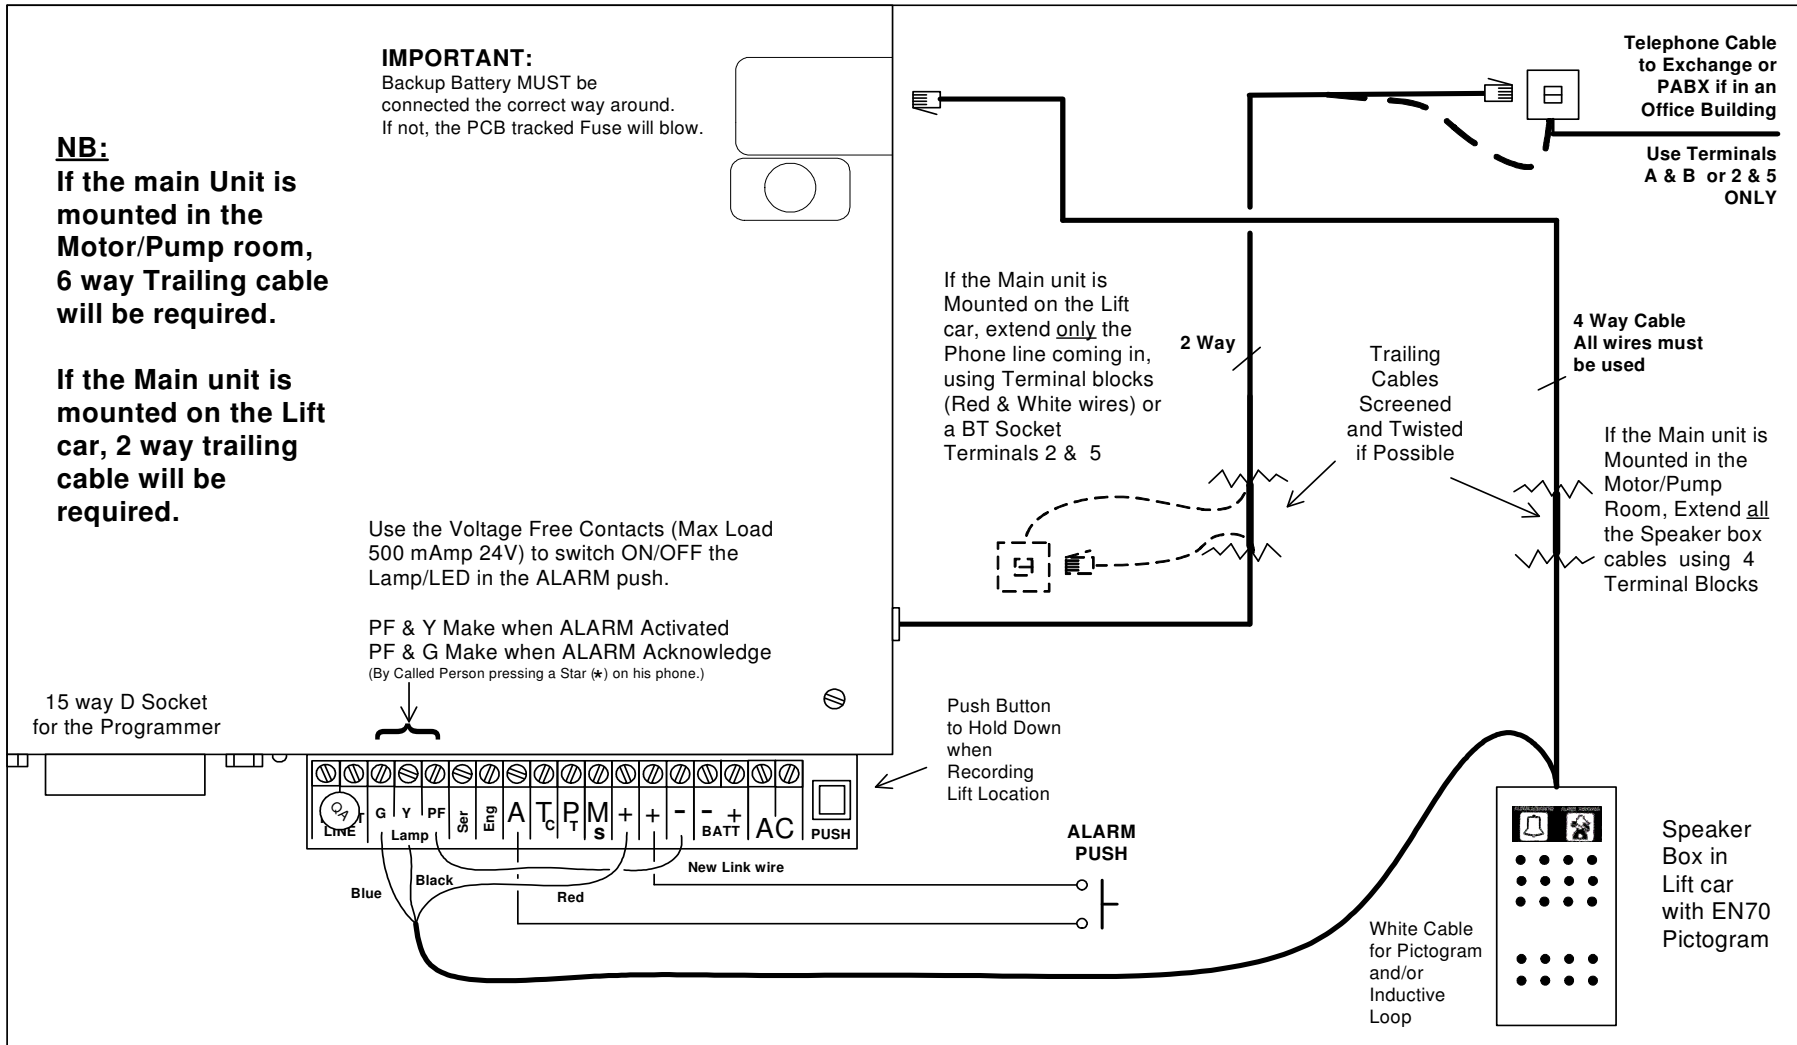 IMPORTANT:
Backup Battery MUST be
connected the correct way around.
If not, the PCB tracked Fuse will blow.
NB:
If the main Unit is
mounted in the
Motor/Pump room,
6 way Trailing cable
will be required.
If the Main unit is
mounted on the Lift
car, 2 way trailing
cable will be
required.
Telephone Cable
to Exchange or
PABX if in an
Office Building
Use Terminals
A & B or 2 & 5
ONLY
If the Main unit is
Mounted on the Lift
car, extend only the
Phone line coming in,
using Terminal blocks
(Red & White wires) or
a BT Socket
Terminals 2 & 5
2 Way
Trailing
Cables
Screened
and Twisted
if Possible
4 Way Cable
All wires must
be used
If the Main unit is
Mounted in the
Motor/Pump
Room, Extend all
the Speaker box
cables using 4
Terminal Blocks
Use the Voltage Free Contacts (Max Load
500 mAmp 24V) to switch ON/OFF the
Lamp/LED in the ALARM push.
PF & Y Make when ALARM Activated
PF & G Make when ALARM Acknowledge
(By Called Person pressing a Star (*) on his phone.)
15 way D Socket
for the Programmer
Push Button
to Hold Down
when
Recording
Lift Location
QA
LINE
G Y PF
Lamp
Ser
Eng
A
TC
PT
MS
+
+
-
- +
BATT
AC
PUSH
Blue
Black
Red
New Link wire
ALARM
PUSH
White Cable
for Pictogram
and/or
Inductive
Loop
Speaker
Box in
Lift car
with EN70
Pictogram